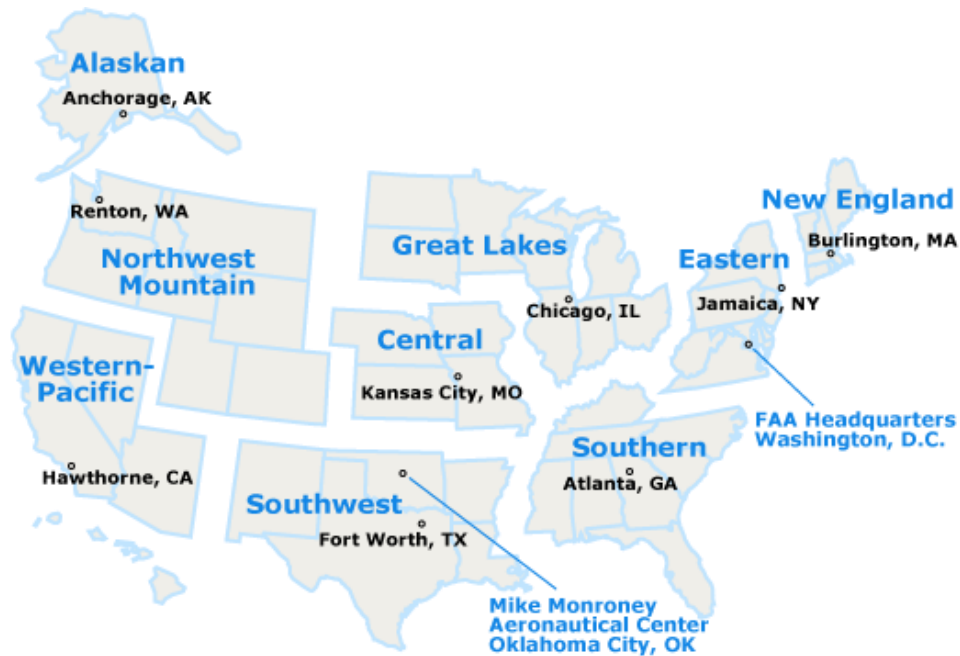 Alaskan
Anchorage, AK
Renton, WA
Northwest
Mountain
Great Lakes
Chicago, IL
New England
Burlington, MA
Eastern
Jamaica, NY
Central
Kansas City, MO
Western-
Pacific
Hawthorne, CA
FAA Headquarters
Washington, D.C.
Southern
Atlanta, GA
Southwest
Fort Worth, TX
Mike Monroney
Aeronautical Center
Oklahoma City, OK